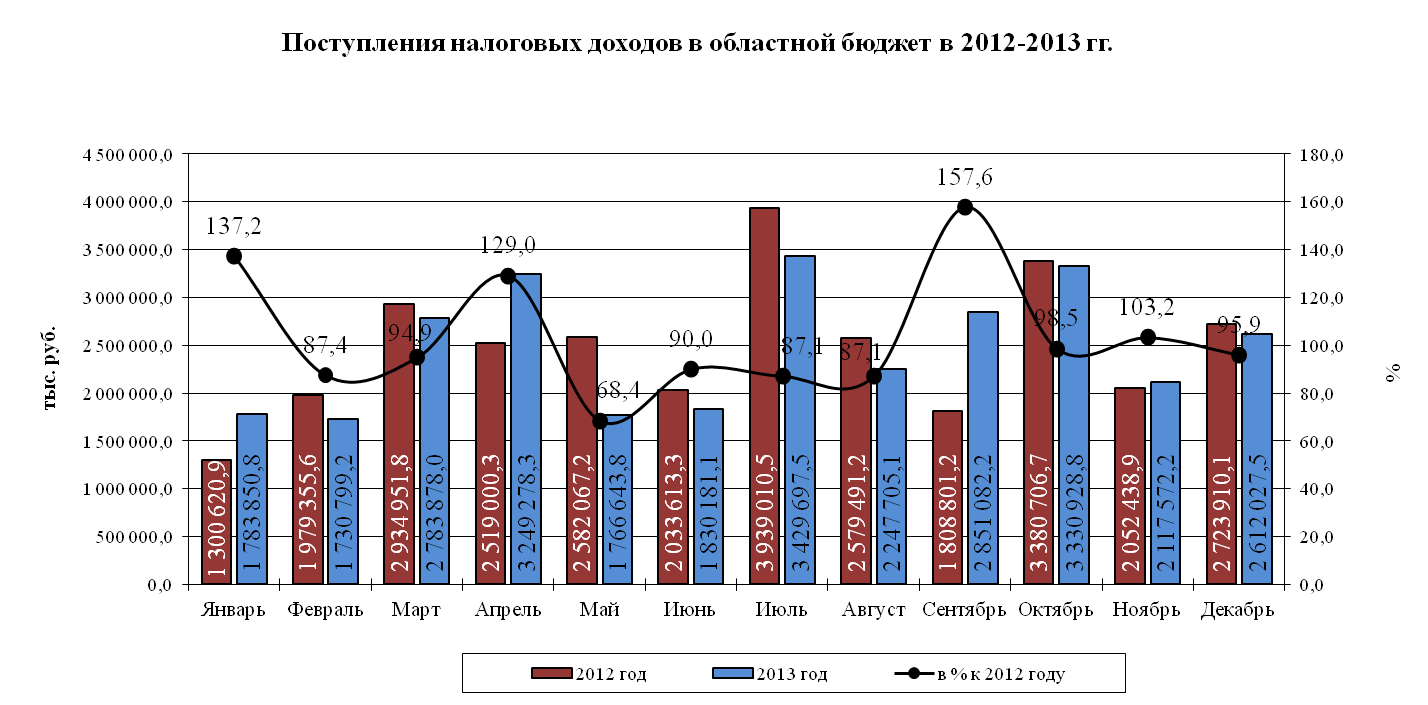 Поступления налоговых доходов в областной бюджет в 2012-2013 гг.
тыс. руб.
4 500 000,0
4 000 000,0
3 500 000,0
3 000 000,0
2 500 000,0
2 000 000,0
1 500 000,0
1 000 000,0
500 000,0
0,0
180,0
160,0
140,0
120,0
100,0
80,0
60,0
40,0
20,0
0,0
%
137,2
87,4
94,9
129,0
68,4
90,0
87,1
87,1
157,6
98,5
103,2
95,9
1 300 620,9
1 783 850,8
1 979 355,6
1 730 799,2
2 934 951,8
2 783 878,0
2 519 000,3
3 249 278,3
2 582 067,2
1 766 643,8
2 033 613,3
1 830 181,1
3 939 010,5
3 429 697,5
2 579 491,2
2 247 705,1
1 808 801,2
2 851 082,2
3 380 706,7
3 330 928,8
2 052 438,9
2 117 572,2
2 723 910,1
2 612 027,5
Январь Февраль Март Апрель Май Июнь Июль Август Сентябрь Октябрь Ноябрь Декабрь
2012 год 2013 год в % к 2012 году